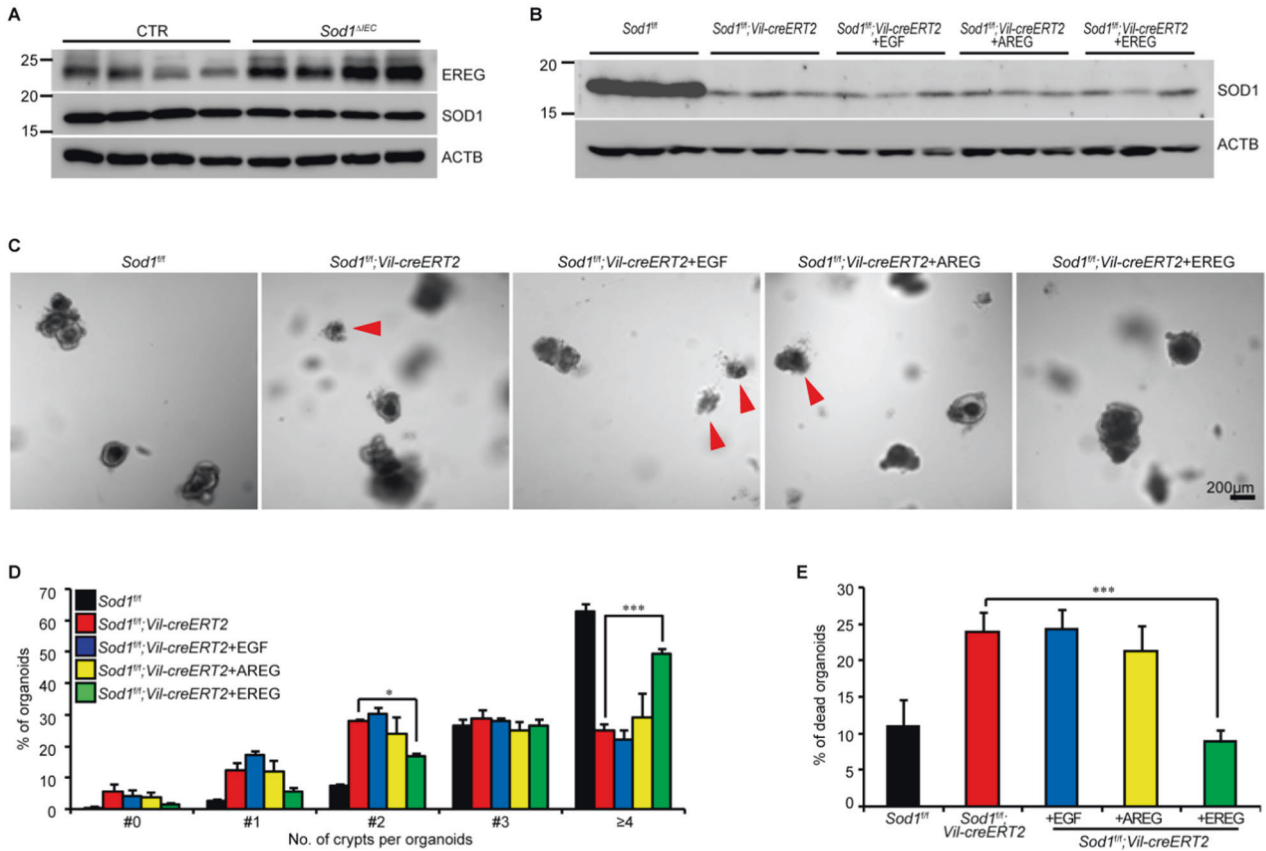 A
CTR
Sod1ΔIEC
25
EREG
20
SOD1
15
ACTB
B
Sod1f/f
Sod1f/f;Vil-creERT2
Sod1f/f;Vil-creERT2
+EGF
Sod1f/f;Vil-creERT2
+AREG
Sod1f/f;Vil-creERT2
+EREG
20
SOD1
15
ACTB
C
Sod1f/f
Sod1f/f;Vil-creERT2
Sod1f/f;Vil-creERT2+EGF
Sod1f/f;Vil-creERT2+AREG
Sod1f/f;Vil-creERT2+EREG
200μm
D
% of organoids
70
60
50
40
30
20
10
0
Sod1f/f
Sod1f/f;Vil-creERT2
Sod1f/f;Vil-creERT2+EGF
Sod1f/f;Vil-creERT2+AREG
Sod1f/f;Vil-creERT2+EREG
*
***
#0
#1
#2
#3
≥4
No. of crypts per organoids
E
% of dead organoids
30
25
20
15
10
5
0
***
Sod1f/f
Sod1f/f;
Vil-creERT2
+EGF
+AREG
+EREG
Sod1f/f;Vil-creERT2